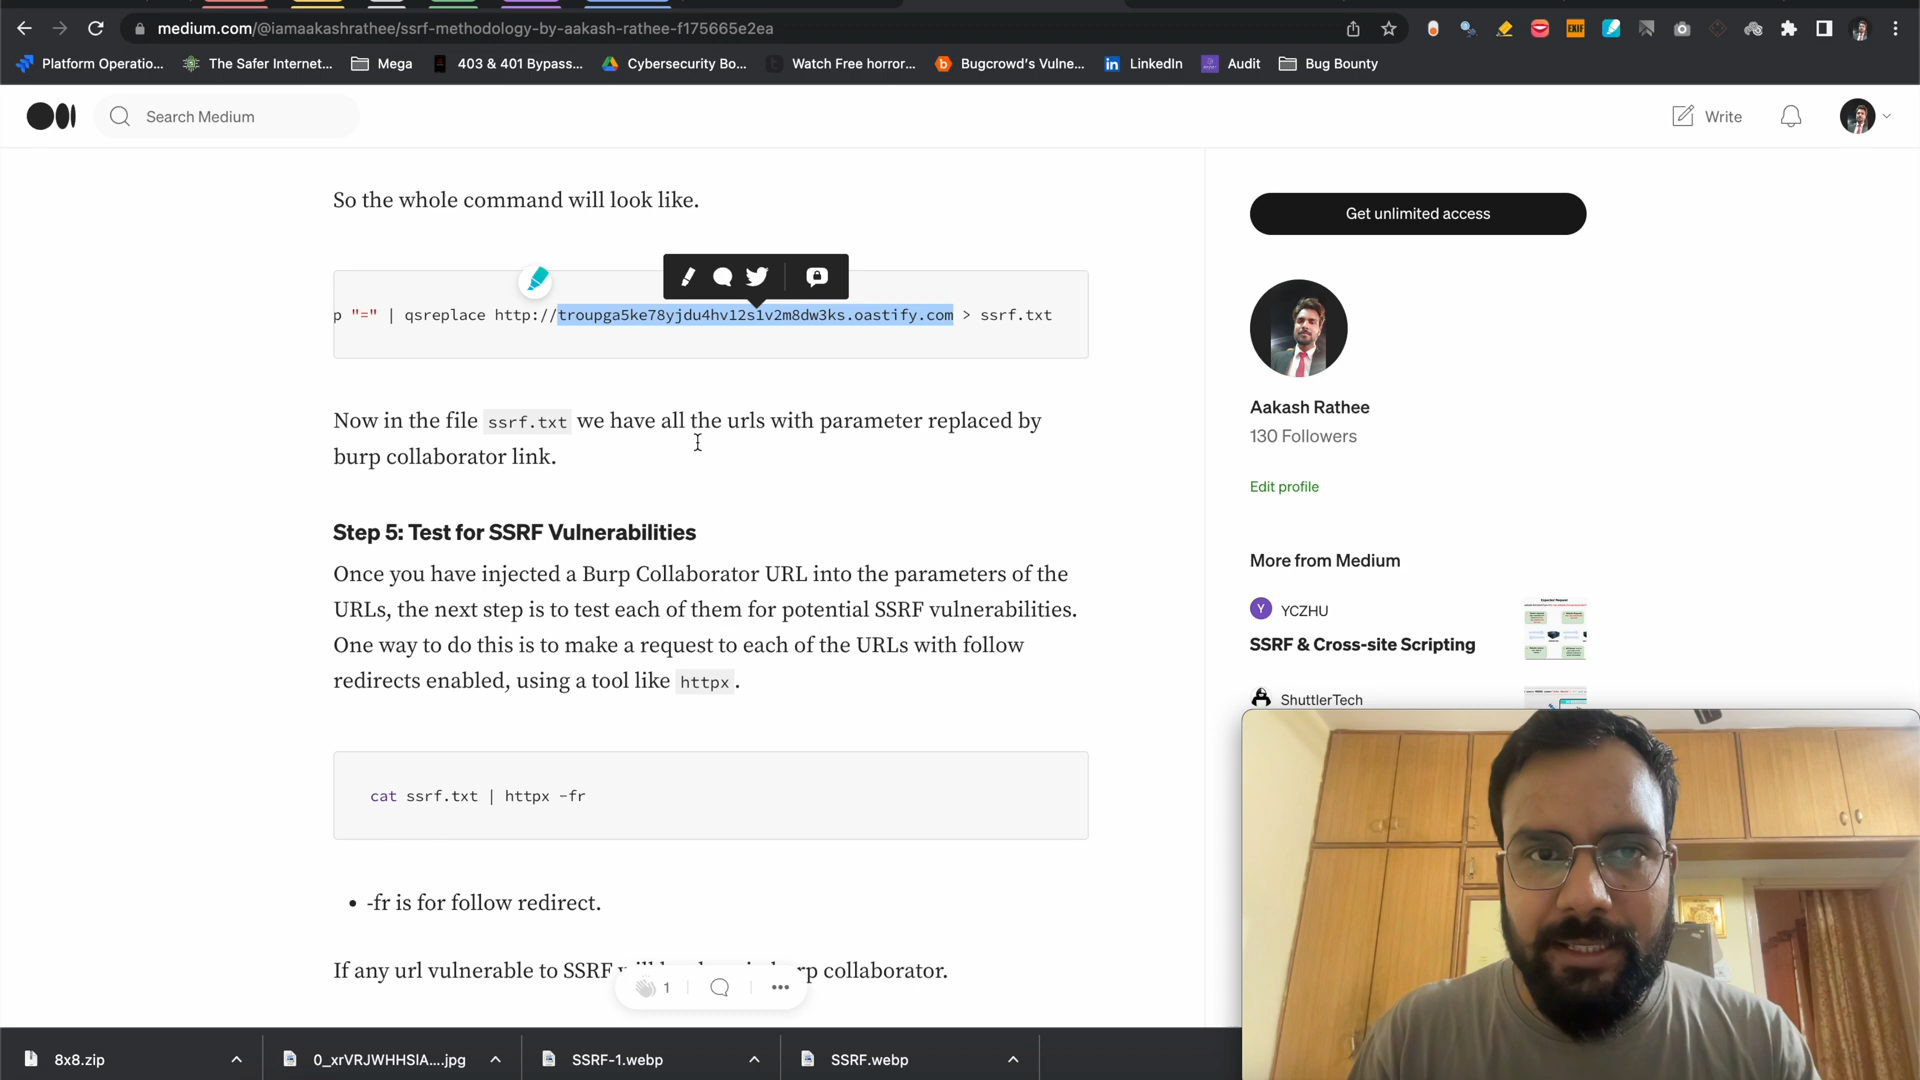 medium.com/@iamaakashrathee/ssrf-methodology-by-aakash-rathee-f175665e2ea
EXIF
Platform Operatio...
The Safer Internet...
Mega
403 & 401 Bypass...
Cybersecurity Bo...
Watch Free horror...
Bugcrowd's Vulne...
LinkedIn
Audit
Bug Bounty
Search Medium
Write
So the whole command will look like.
p "=" | qsreplace http://troupga5ke78yjdu4hv12s1v2m8dw3ks.oastify.com > ssrf.txt
Now in the file ssrf.txt we have all the urls with parameter replaced by
burp collaborator link.
Step 5: Test for SSRF Vulnerabilities
Once you have injected a Burp Collaborator URL into the parameters of the
URLs, the next step is to test each of them for potential SSRF vulnerabilities.
One way to do this is to make a request to each of the URLs with follow
redirects enabled, using a tool like httpx.
cat ssrf.txt | httpx -fr
• -fr is for follow redirect.
If any url vulnerable to SSRF collaborator.
1
Get unlimited access
Aakash Rathee
130 Followers
Edit profile
More from Medium
Y YCZHU
SSRF & Cross-site Scripting
ShuttlerTech
8x8.zip
0_xrVRJWHHSIA....jpg
SSRF-1.webp
SSRF.webp